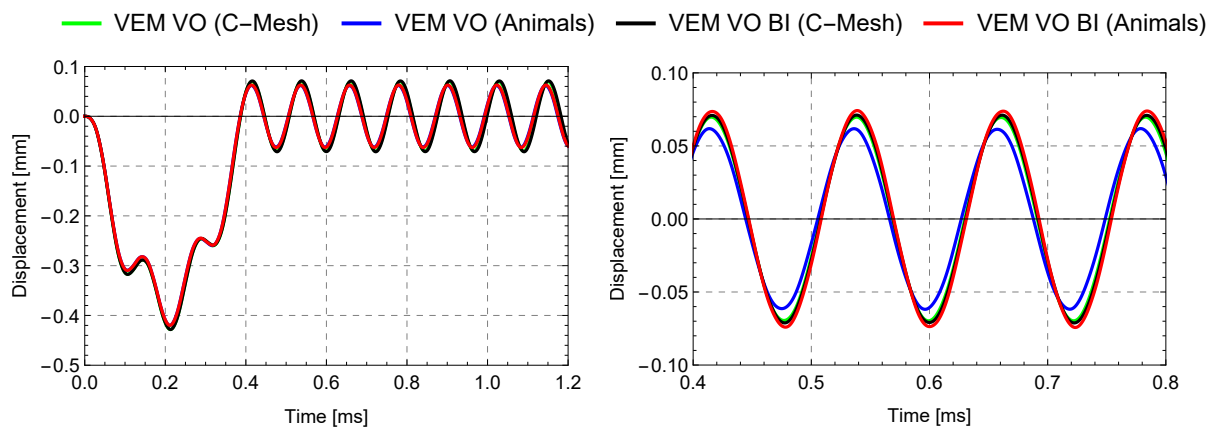 VEM VO (C−Mesh) VEM VO (Animals) VEM VO BI (C−Mesh) VEM VO BI (Animals)
0.1
0.0
−0.1
−0.2
−0.3
−0.4
−0.5
Displacement [mm]
0.0 0.2 0.4 0.6 0.8 1.0 1.2
Time [ms]
0.10
0.05
0.00
−0.05
−0.10
Displacement [mm]
0.4 0.5 0.6 0.7 0.8
Time [ms]